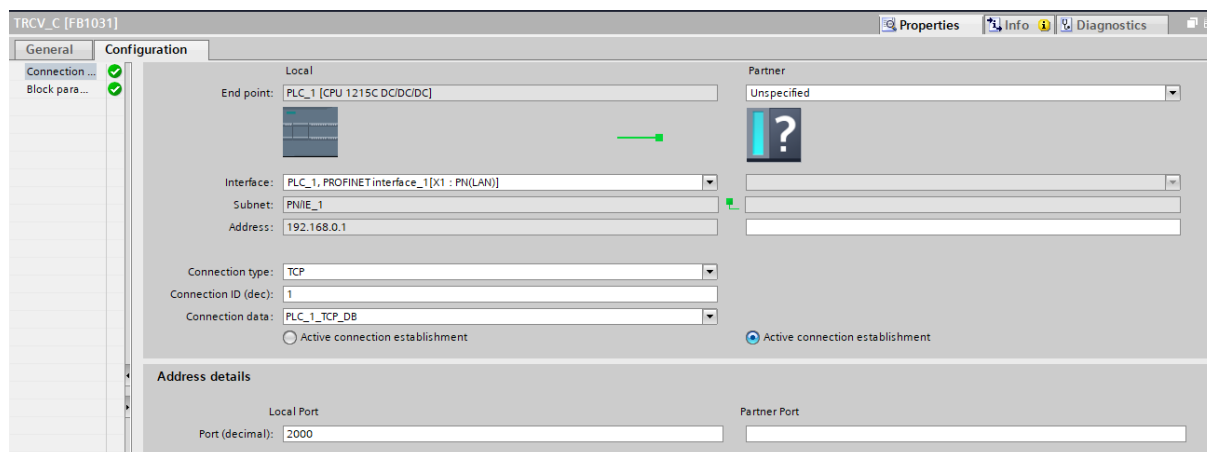 TRCV_C [FB1031]
Properties Info Diagnostics
General Configuration
Connection ...
Block para...
Local Partner
End point: PLC_1 [CPU 1215C DC/DC/DC] Unspecified
?
Interface: PLC_1, PROFINET interface_1[X1 : PN(LAN)]
Subnet: PN/IE_1
Address: 192.168.0.1
Connection type: TCP
Connection ID (dec): 1
Connection data: PLC_1_TCP_DB
Active connection establishment Active connection establishment
Address details
Local Port Partner Port
Port (decimal): 2000